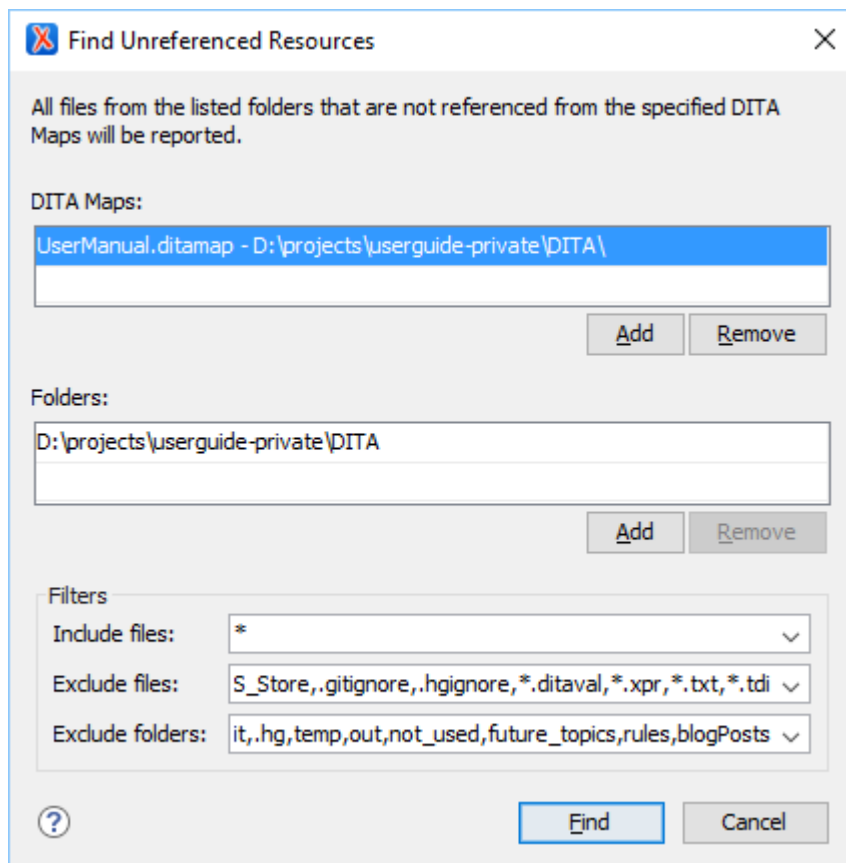 Find Unreferenced Resources
All files from the listed folders that are not referenced from the specified DITA
Maps will be reported.
DITA Maps:
UserManual.ditamap - D:\projects\userguide-private\DITA\
Add Remove
Folders:
D:\projects\userguide-private\DITA
Add Remove
Filters
Include files: *
Exclude files: S_Store,.gitignore,.hgignore,*.ditaval,*.xpr,*.txt,*.tdi
Exclude folders: it,.hg,temp,out,not_used,future_topics,rules,blogPosts
? Find Cancel